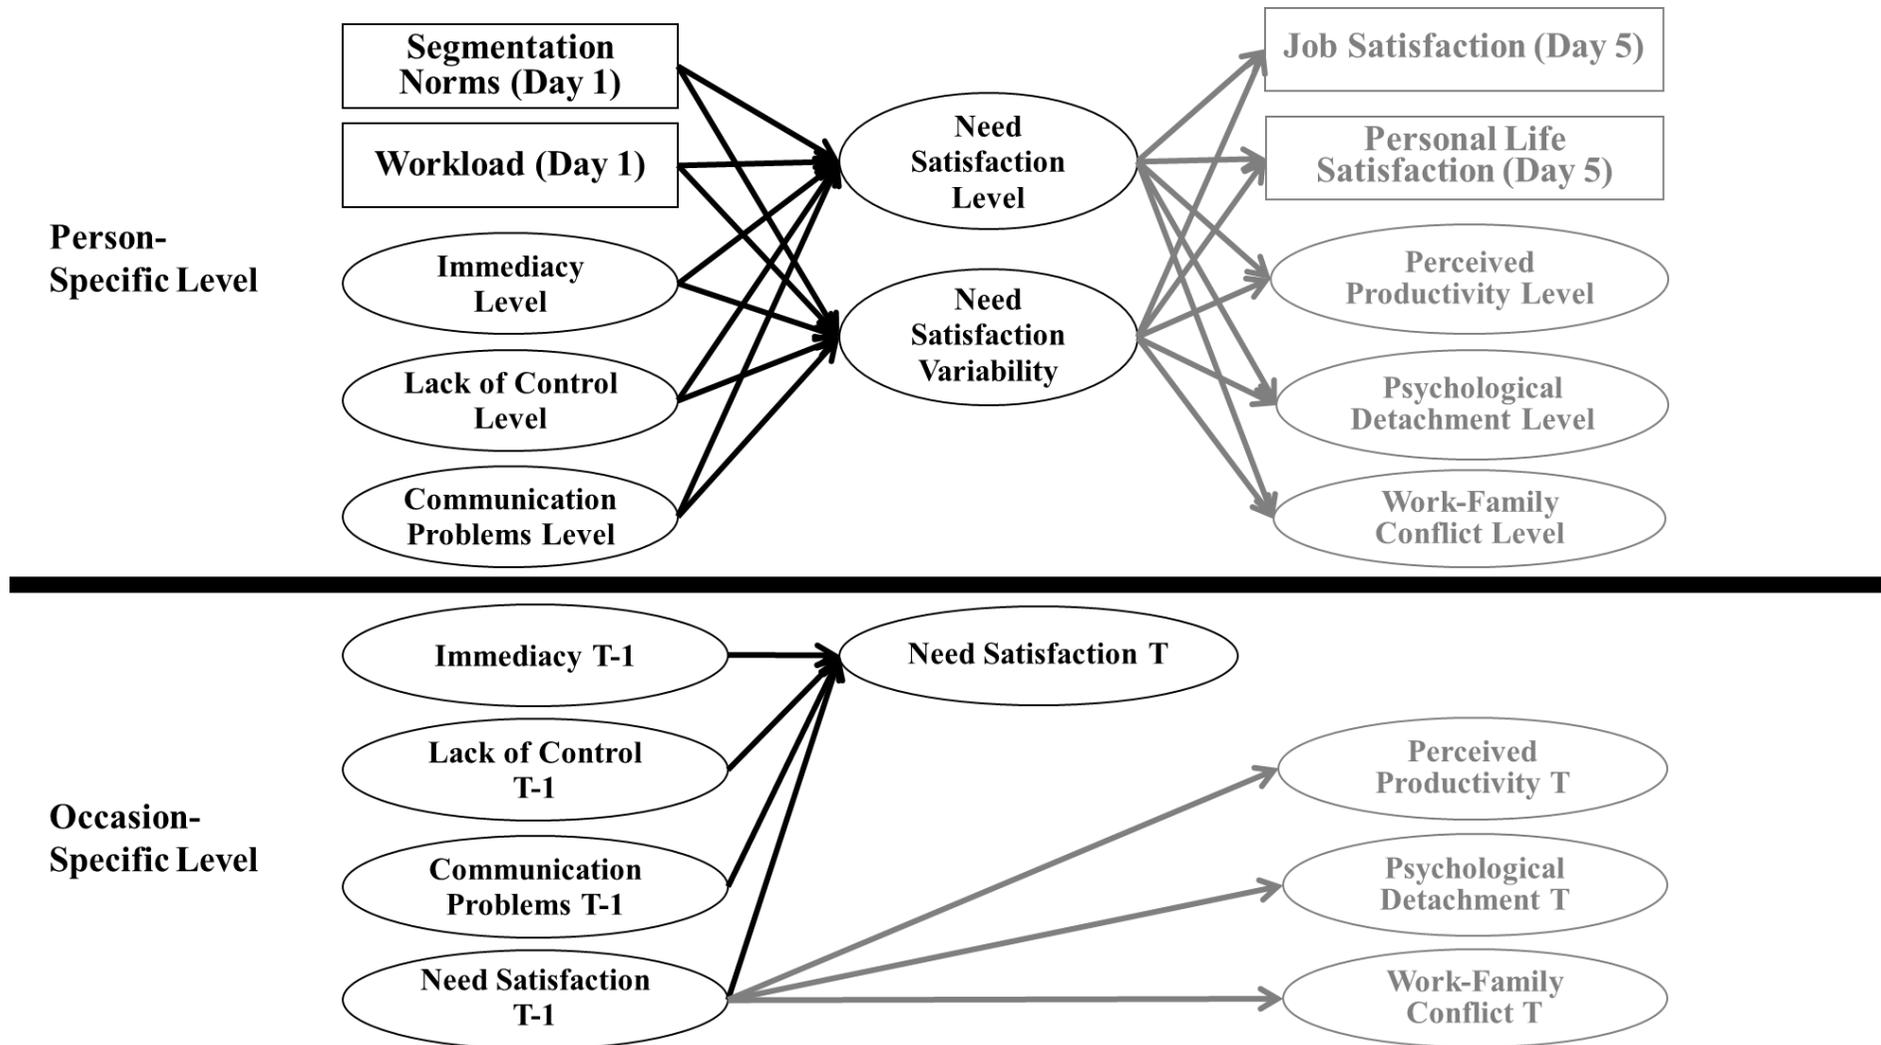 Segmentation
Norms (Day 1)
Workload (Day 1)
Person-
Specific Level
Immediacy
Level
Lack of Control
Level
Communication
Problems Level
Need
Satisfaction
Level
Need
Satisfaction
Variability
Job Satisfaction (Day 5)
Personal Life
Satisfaction (Day 5)
Perceived
Productivity Level
Psychological
Detachment Level
Work-Family
Conflict Level
Occasion-
Specific Level
Immediacy T-1
Lack of Control
T-1
Communication
Problems T-1
Need Satisfaction
T-1
Need Satisfaction T
Perceived
Productivity T
Psychological
Detachment T
Work-Family
Conflict T